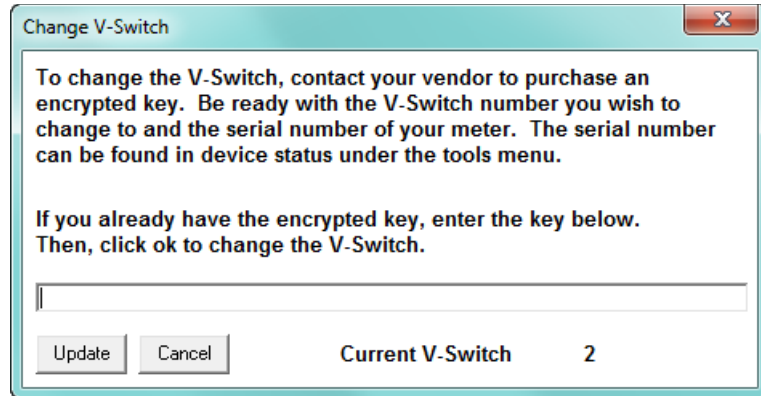 Change V-Switch
To change the V-Switch, contact your vendor to purchase an
encrypted key.  Be ready with the V-Switch number you wish to
change to and the serial number of your meter.  The serial number
can be found in device status under the tools menu.
If you already have the encrypted key, enter the key below.
Then, click ok to change the V-Switch.
Update Cancel Current V-Switch 2